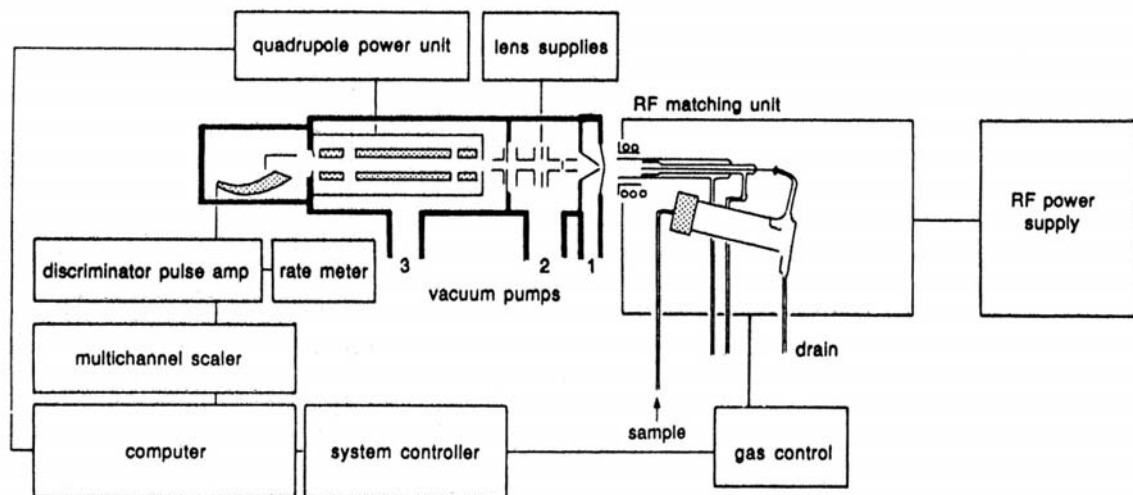 quadrupole power unit
lens supplies
RF matching unit
RF power
supply
discriminator pulse amp
rate meter
3
2
1
vacuum pumps
multichannel scaler
drain
sample
computer
system controller
gas control